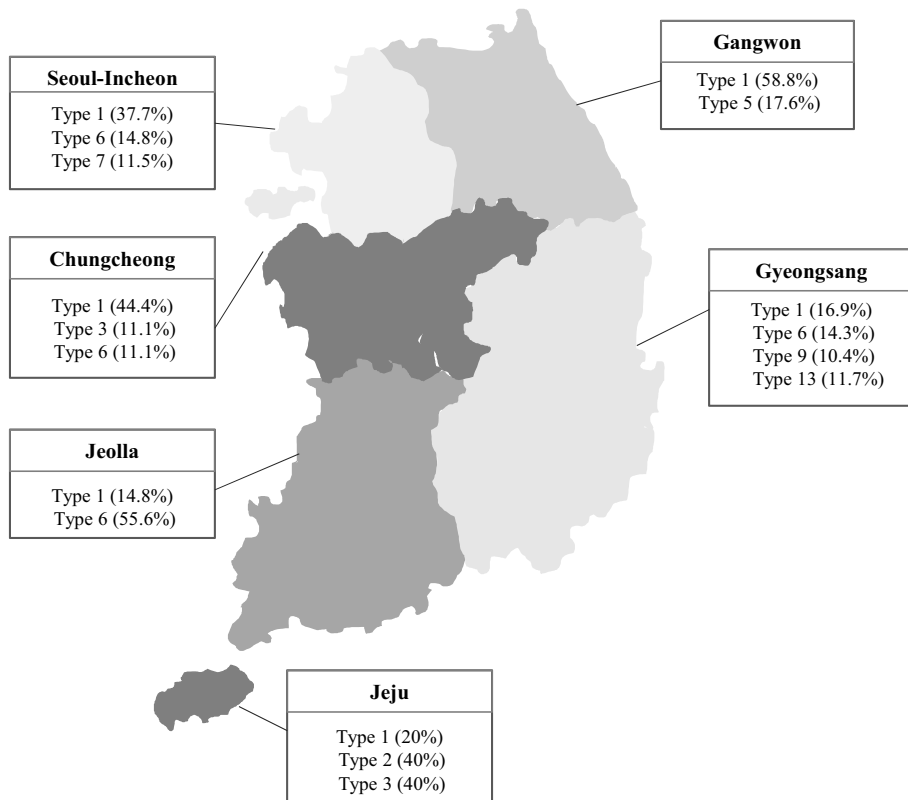 Seoul-Incheon
Type 1 (37.7%)
Type 6 (14.8%)
Type 7 (11.5%)
Gangwon
Type 1 (58.8%)
Type 5 (17.6%)
Chungcheong
Type 1 (44.4%)
Type 3 (11.1%)
Type 6 (11.1%)
Gyeongsang
Type 1 (16.9%)
Type 6 (14.3%)
Type 9 (10.4%)
Type 13 (11.7%)
Jeolla
Type 1 (14.8%)
Type 6 (55.6%)
Jeju
Type 1 (20%)
Type 2 (40%)
Type 3 (40%)